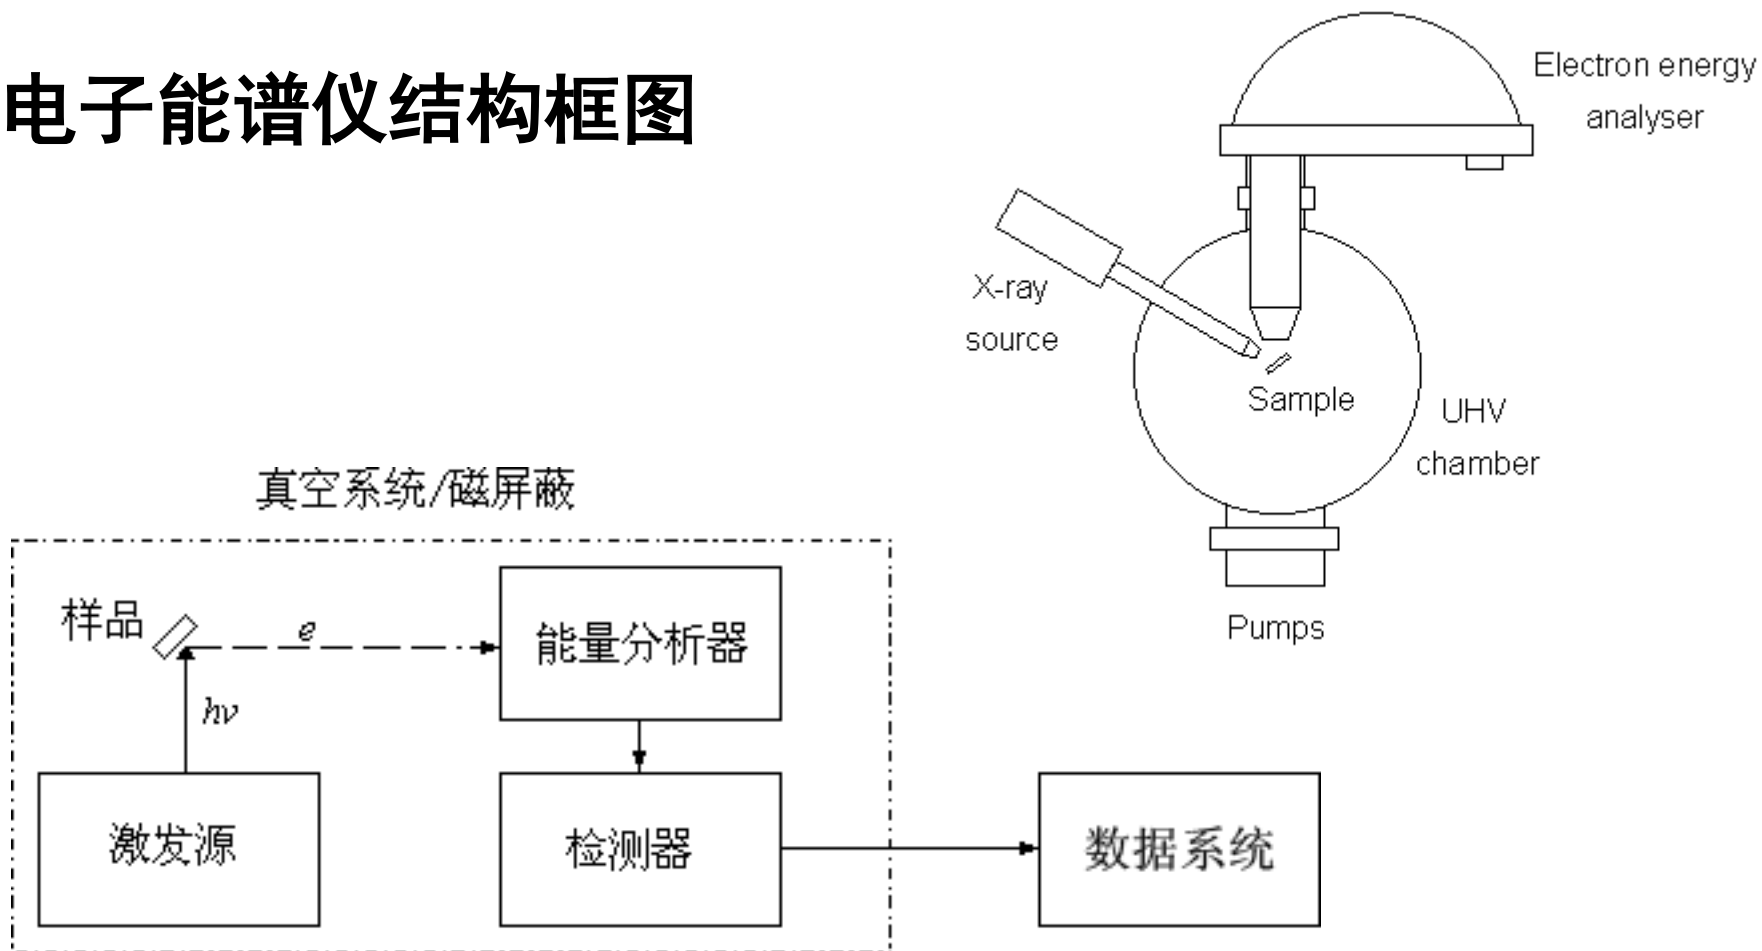 电子能谱仪结构框图
Electron energy
analyser
X-ray
source
Sample
UHV
chamber
Pumps
真空系统/磁屏蔽
样品
e
能量分析器
hν
激发源
检测器
数据系统